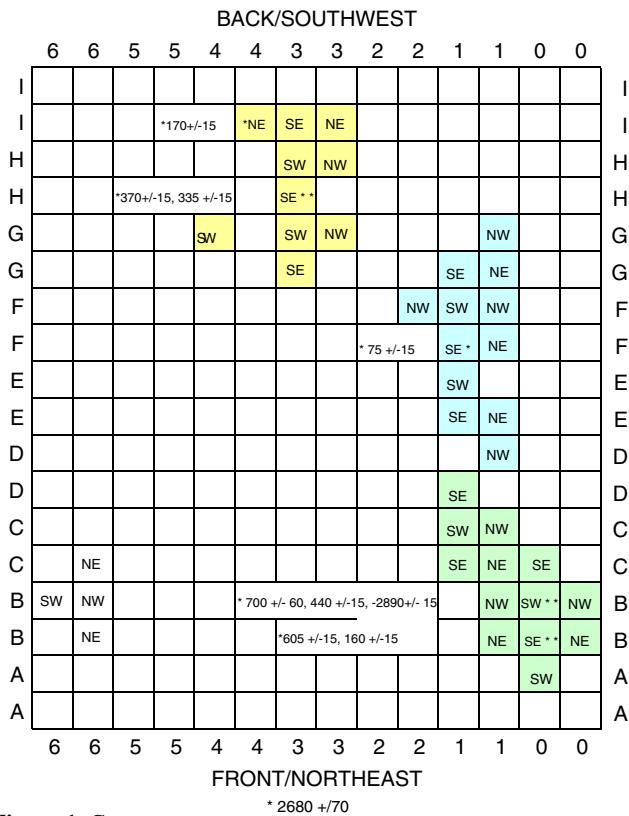 BACK/SOUTHWEST
6 6 5 5 4 4 3 3 2 2 1 1 0 0
I I
I *170+/-15 *NE SE NE I
H SW NW H
H *370+/-15, 335 +/-15 SE * * H
G SW SW NW NW G
G SE SE NE G
F NW SW NW F
F * 75 +/-15 SE * NE F
E SW E
E SE NE E
D NW D
D SE D
C SW NW C
C NE SE NE SE C
B SW NW * 700 +/- 60, 440 +/-15, -2890+/- 15 NW SW * * NW B
B NE *605 +/-15, 160 +/-15 NE SE * * NE B
A SW A
A A
6 6 5 5 4 4 3 3 2 2 1 1 0 0
FRONT/NORTHEAST
* 2680 +/70